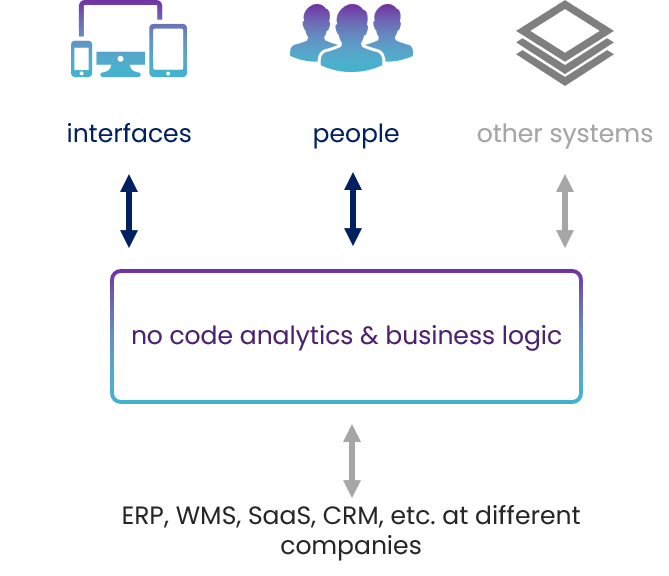 interfaces
people
other systems
no code analytics & business logic
ERP, WMS, SaaS, CRM, etc. at different
companies